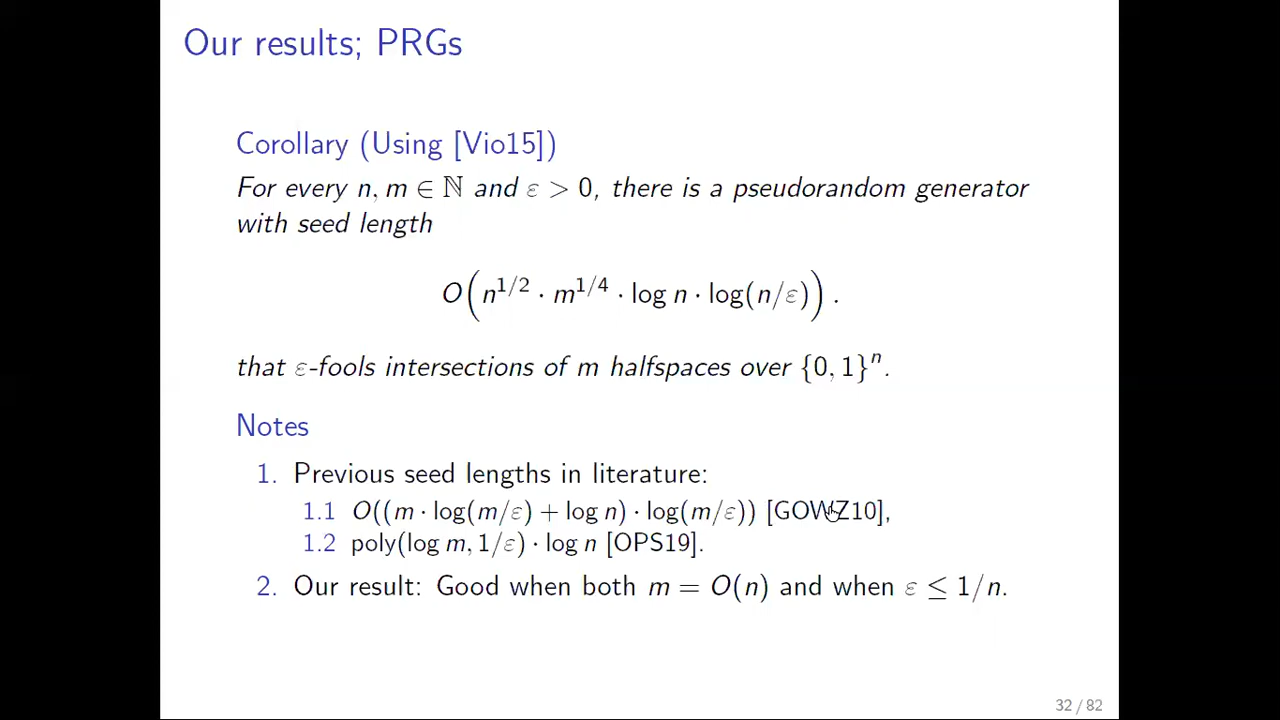 Our results; PRGs
Corollary (Using [Vio15])
For every n, m ∈ ℕ and ε > 0, there is a pseudorandom generator
with seed length
O(n^{1/2} · m^{1/4} · log n · log(n/ε)) .
that ε-fools intersections of m halfspaces over {0, 1}^n.
Notes
1. Previous seed lengths in literature:
1.1 O((m · log(m/ε) + log n) · log(m/ε)) [GOWZ10],
1.2 poly(log m, 1/ε) · log n [OPS19].
2. Our result: Good when both m = O(n) and when ε ≤ 1/n.
32 / 82